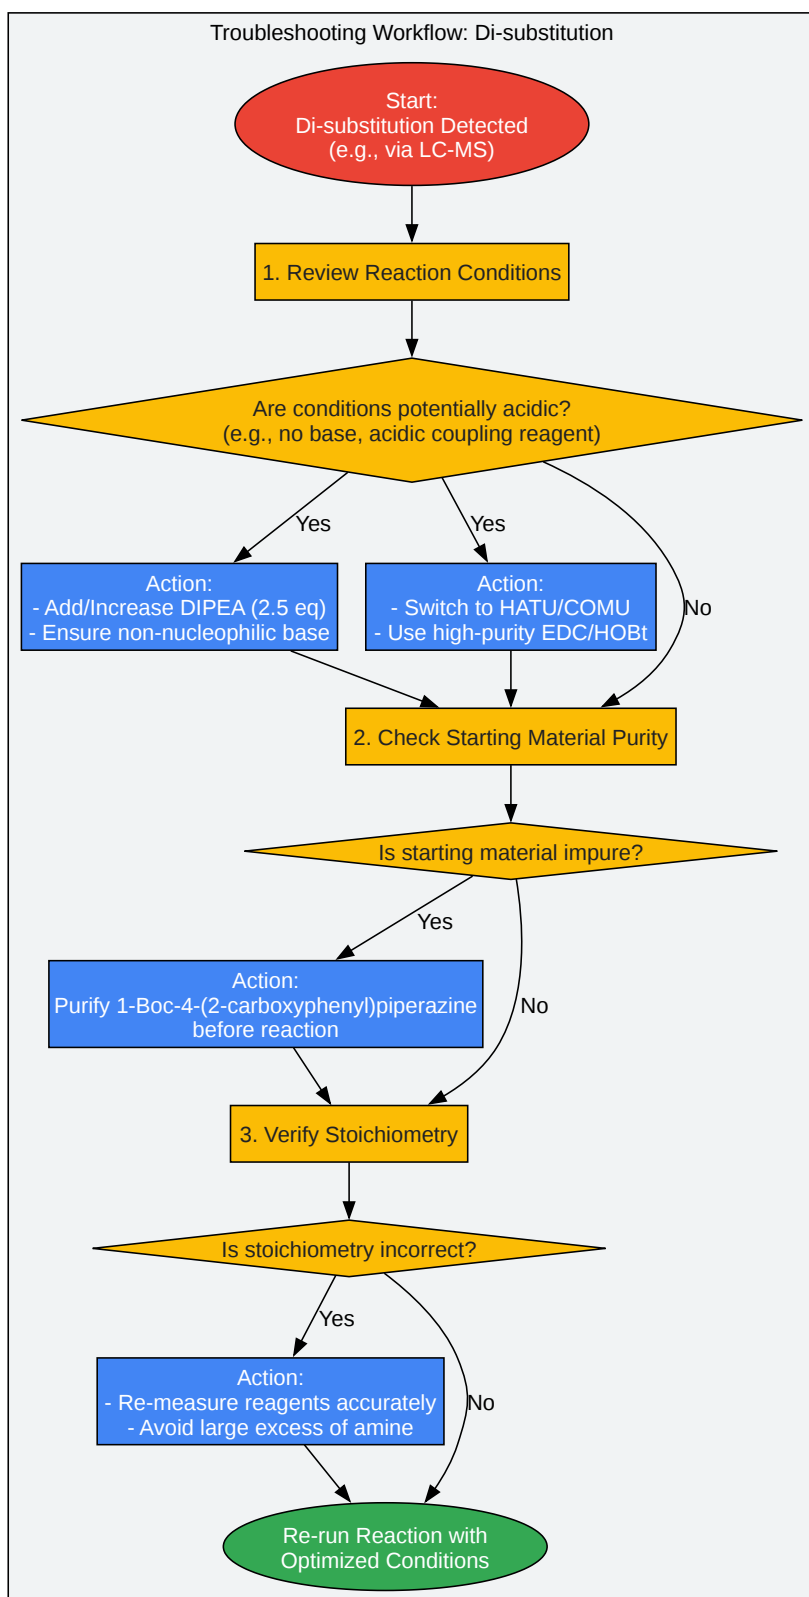 Troubleshooting Workflow: Di-substitution
Start:
Di-substitution Detected
(e.g., via LC-MS)
1. Review Reaction Conditions
Are conditions potentially acidic?
(e.g., no base, acidic coupling reagent)
Yes
Yes
No
Action:
- Add/Increase DIPEA (2.5 eq)
- Ensure non-nucleophilic base
Action:
- Switch to HATU/COMU
- Use high-purity EDC/HOBt
2. Check Starting Material Purity
Is starting material impure?
Yes
No
Action:
Purify 1-Boc-4-(2-carboxyphenyl)piperazine
before reaction
3. Verify Stoichiometry
Is stoichiometry incorrect?
Yes
No
Action:
- Re-measure reagents accurately
- Avoid large excess of amine
Re-run Reaction with
Optimized Conditions